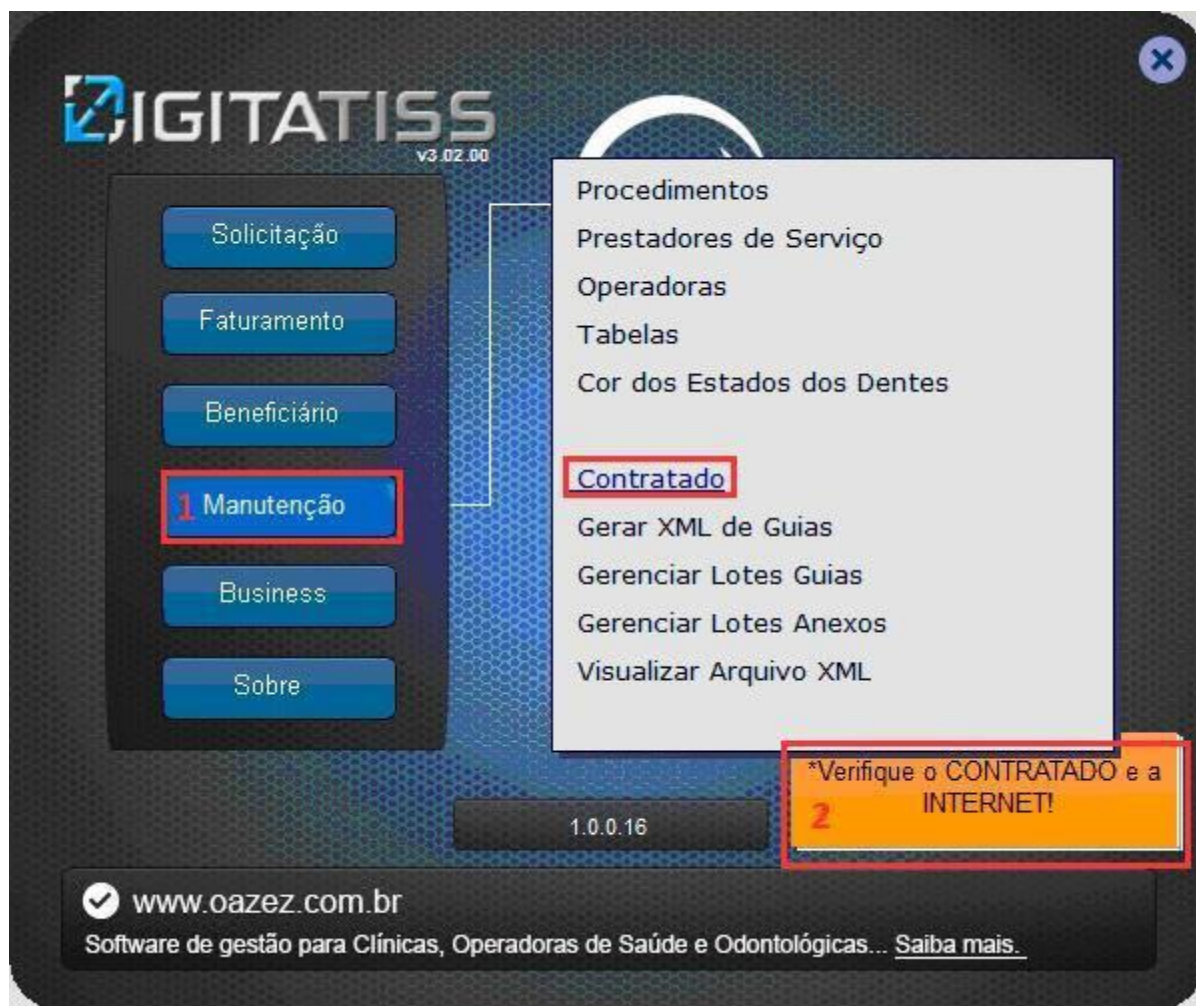 DIGITATISS
v3.02.00
Solicitação
Faturamento
Beneficiário
1 Manutenção
Business
Sobre
Procedimentos
Prestadores de Serviço
Operadoras
Tabelas
Cor dos Estados dos Dentes
Contratado
Gerar XML de Guias
Gerenciar Lotes Guias
Gerenciar Lotes Anexos
Visualizar Arquivo XML
*Verifique o CONTRATADO e a
2 INTERNET!
1.0.0.16
www.oazez.com.br
Software de gestão para Clínicas, Operadoras de Saúde e Odontológicas... Saiba mais.